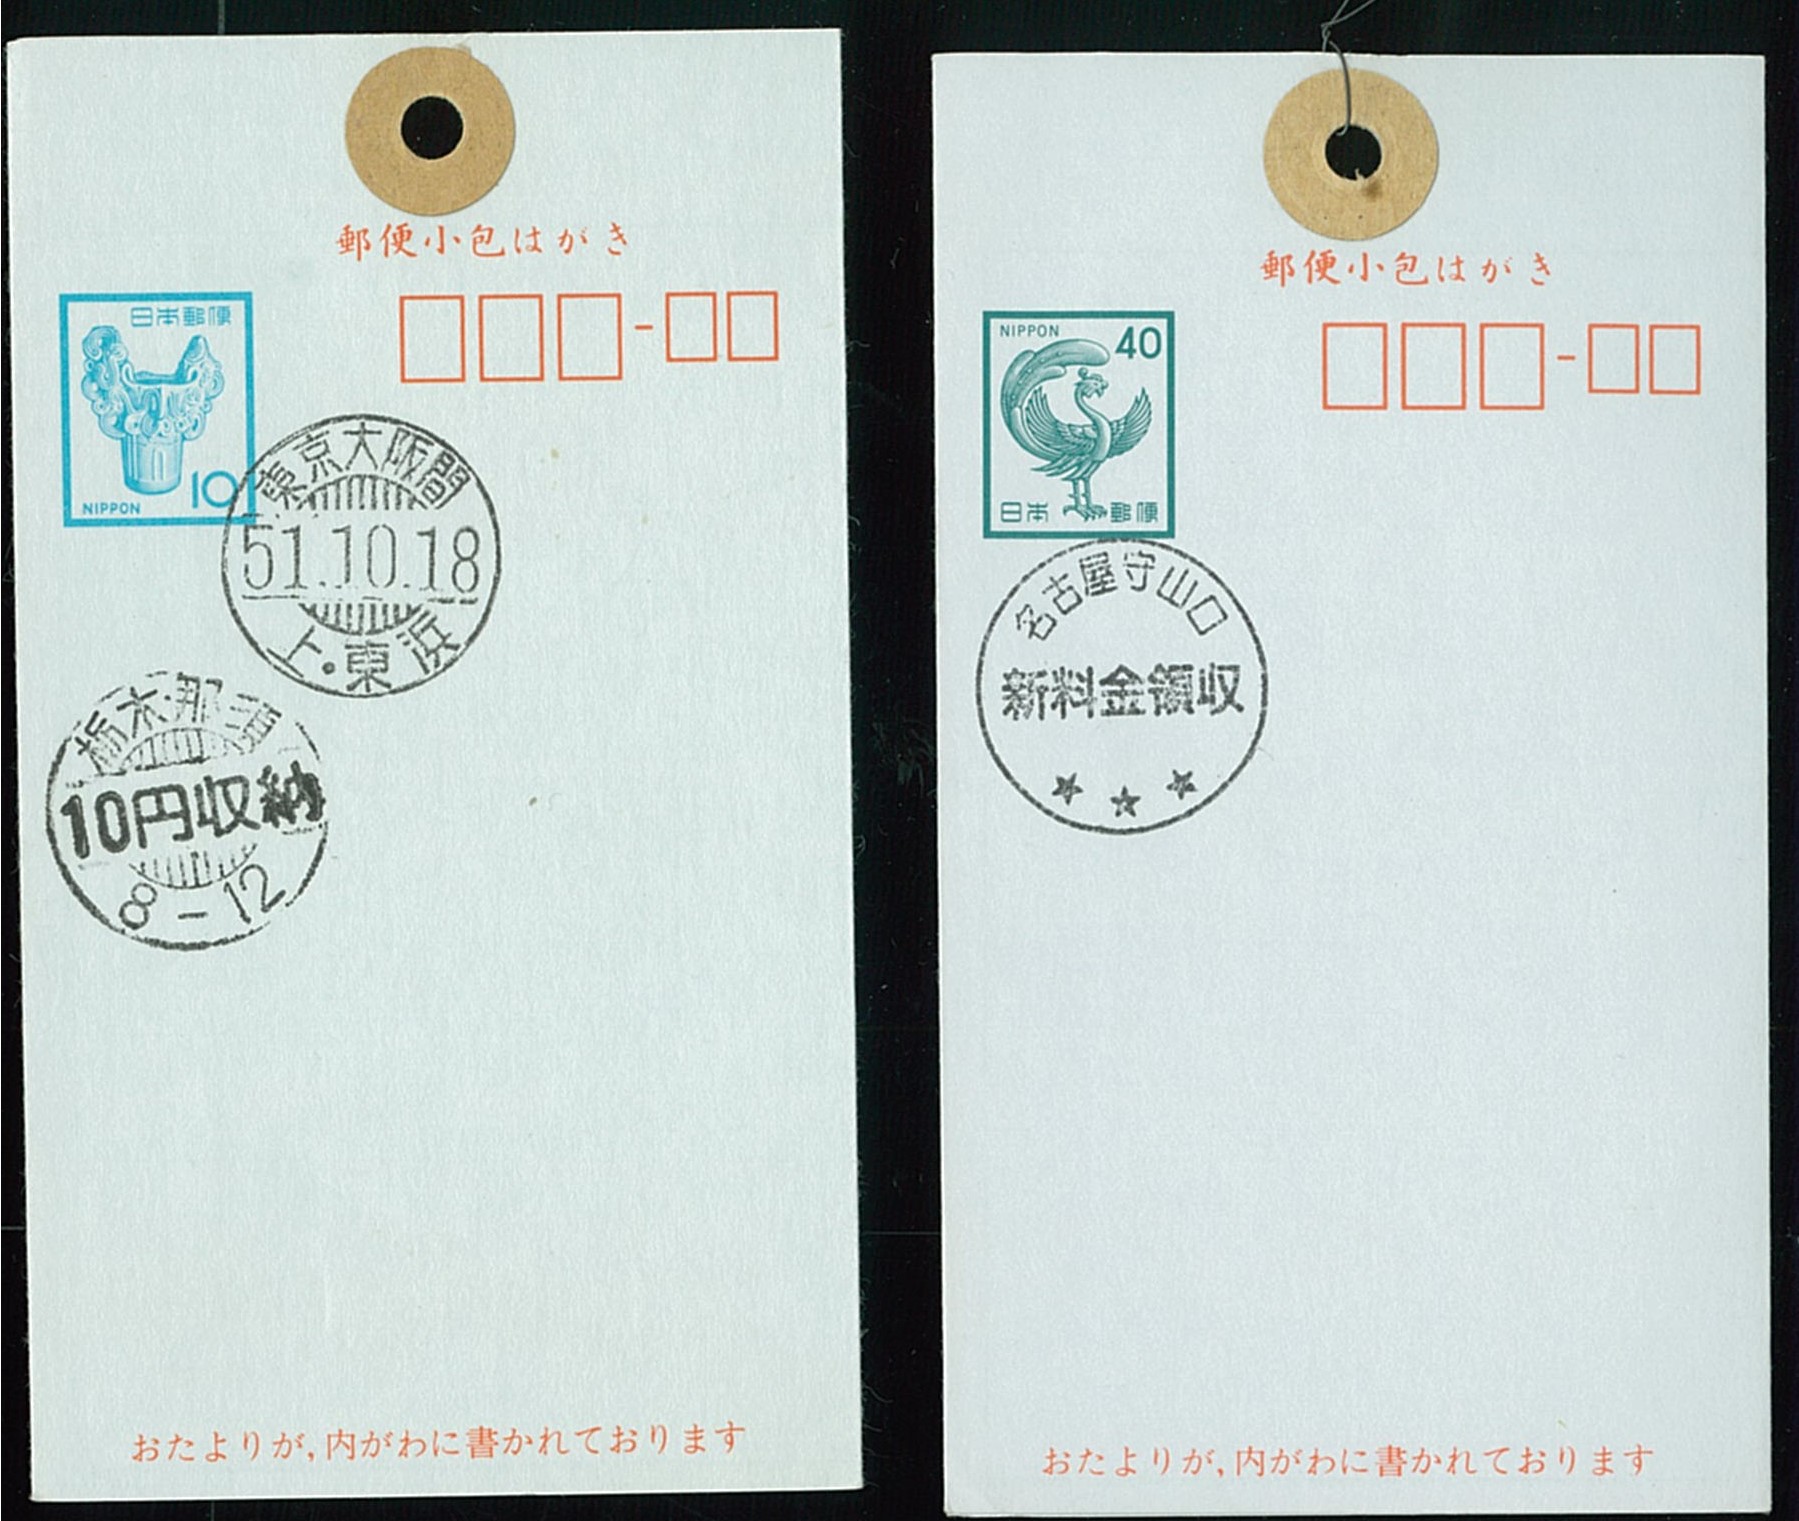 郵便小包はがき
日本郵便
10
NIPPON
東京大阪間
51.10.18
上・東浜
栃木・那須
10円収納
8-12
おたよりが,内がわに書かれております
郵便小包はがき
NIPPON 40
日本郵便
名古屋守山口
新料金領収
おたよりが,内がわに書かれております